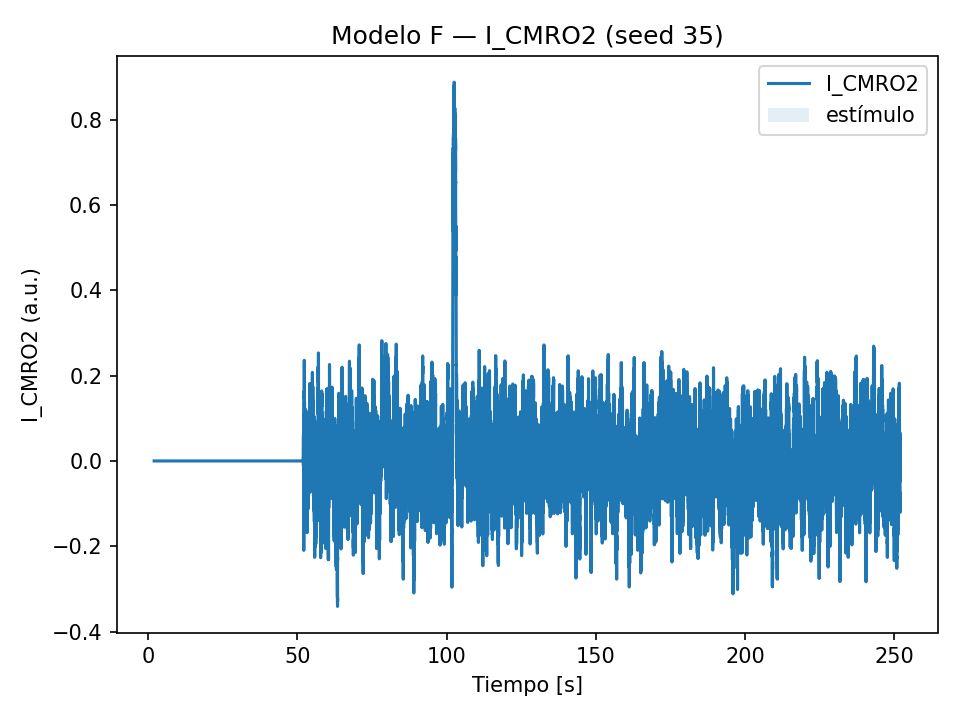 Modelo F — I_CMRO2 (seed 35)
I_CMRO2
estímulo
I_CMRO2 (a.u.)
0.8
0.6
0.4
0.2
0.0
−0.2
−0.4
0 50 100 150 200 250
Tiempo [s]